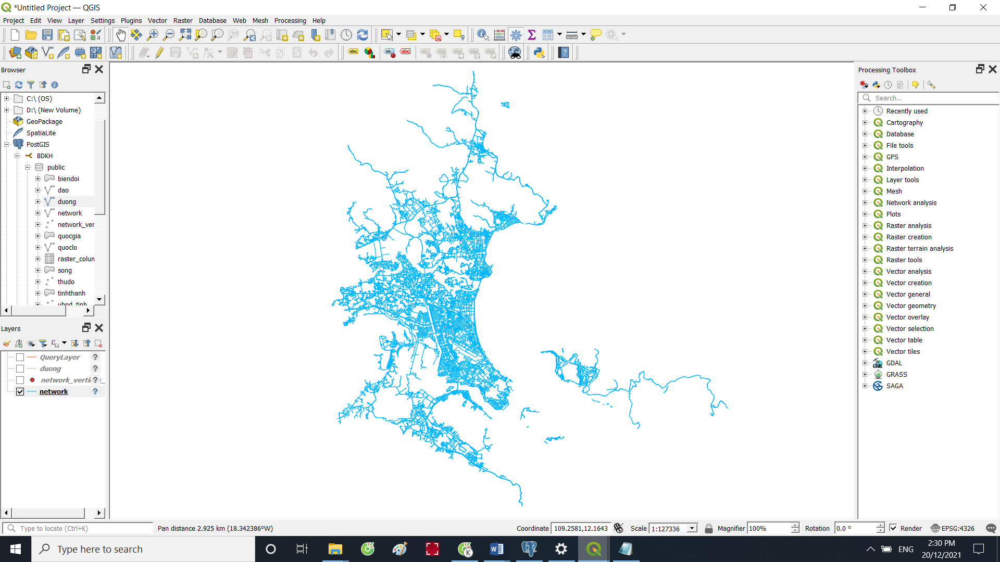 *Untitled Project — QGIS
Project Edit View Layer Settings Plugins Vector Raster Database Web Mesh Processing Help
Browser
C:\ (OS)
D:\ (New Volume)
GeoPackage
SpatiaLite
PostGIS
BDKH
public
biendoi
dao
duong
network
network_ver
quocgia
quoclo
raster_colun
song
thudo
tinhthanh
ubnd_tinh
Layers
QueryLayer
duong
network_verti
network
Processing Toolbox
Search...
Recently used
Cartography
Database
File tools
GPS
Interpolation
Layer tools
Mesh
Network analysis
Plots
Raster analysis
Raster creation
Raster terrain analysis
Raster tools
Vector analysis
Vector creation
Vector general
Vector geometry
Vector overlay
Vector selection
Vector table
Vector tiles
GDAL
GRASS
SAGA
Type to locate (Ctrl+K)
Pan distance 2.925 km (18.342386°W)
Coordinate 109.2581,12.1643
Scale 1:127336
Magnifier 100%
Rotation 0.0 °
Render
EPSG:4326
Type here to search
ENG
2:30 PM
20/12/2021